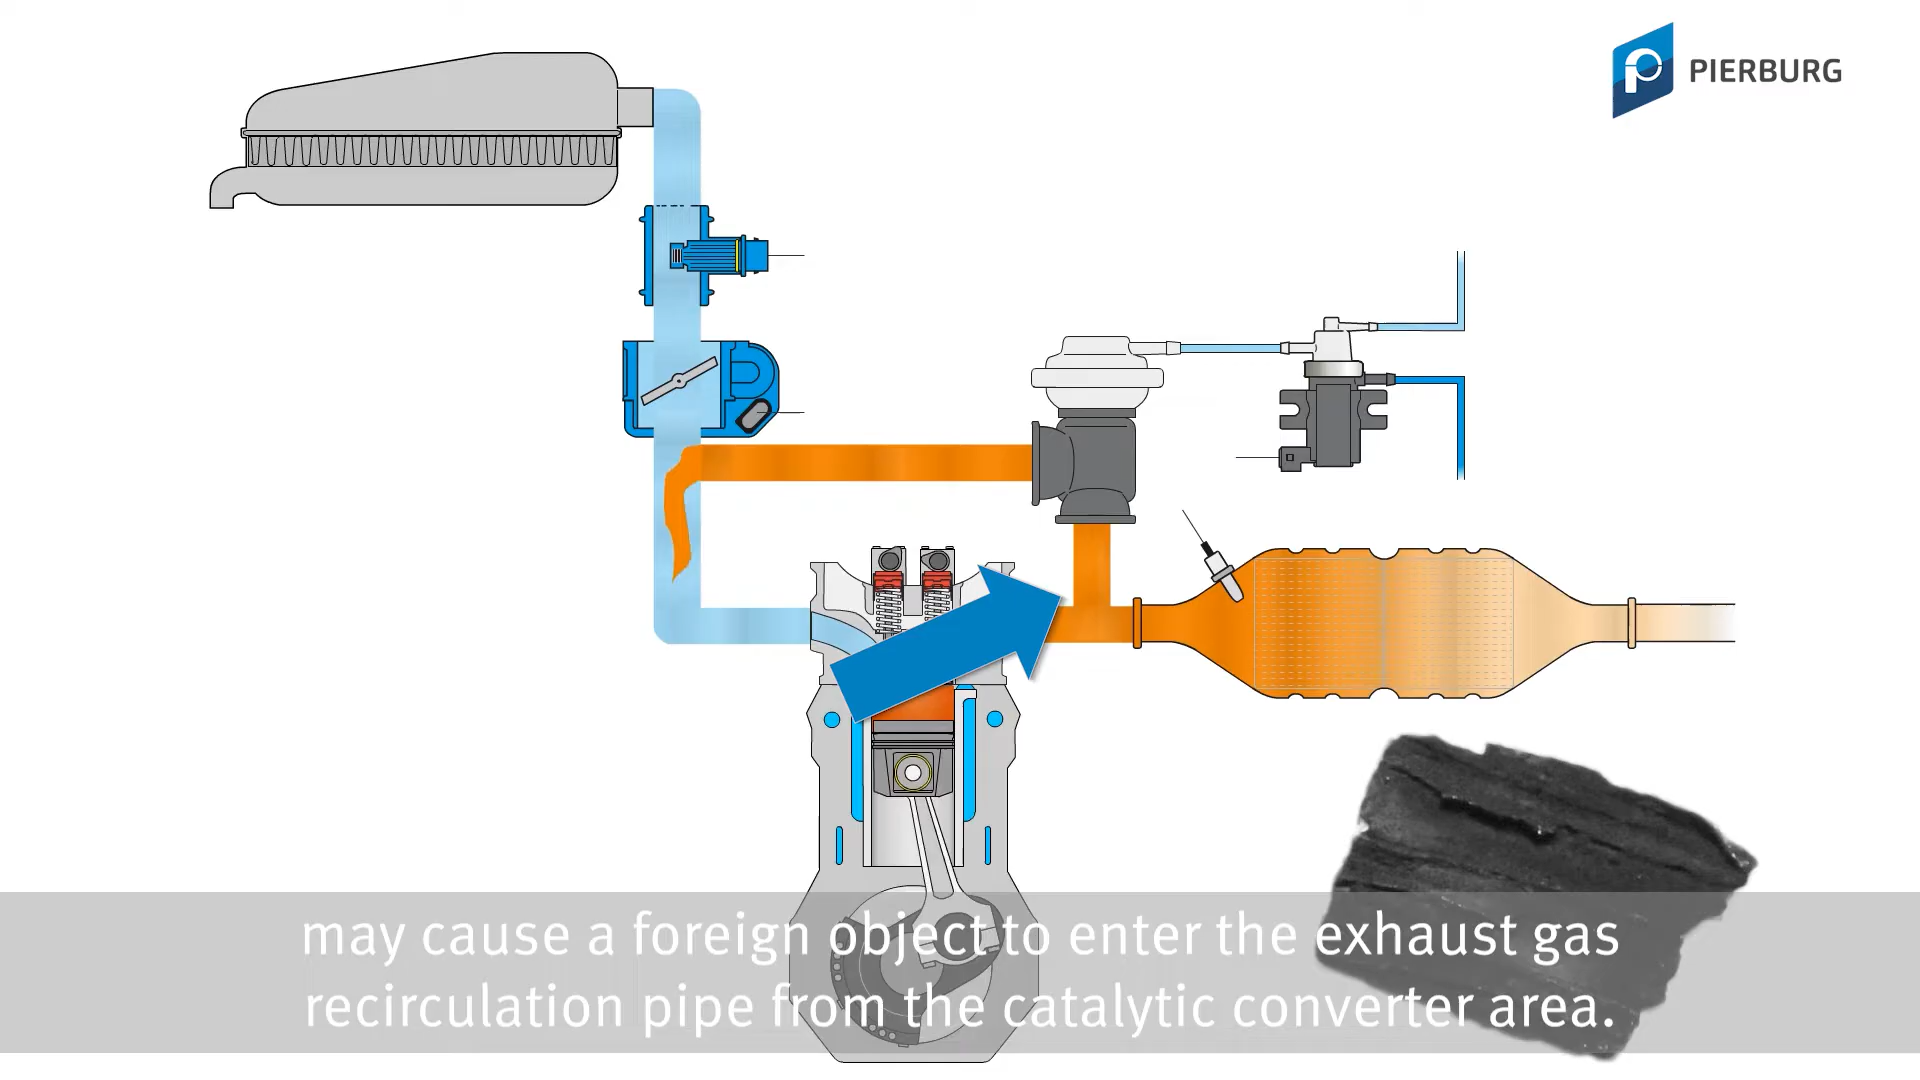 PIERBURG
may cause a foreign object to enter the exhaust gas
recirculation pipe from the catalytic converter area.